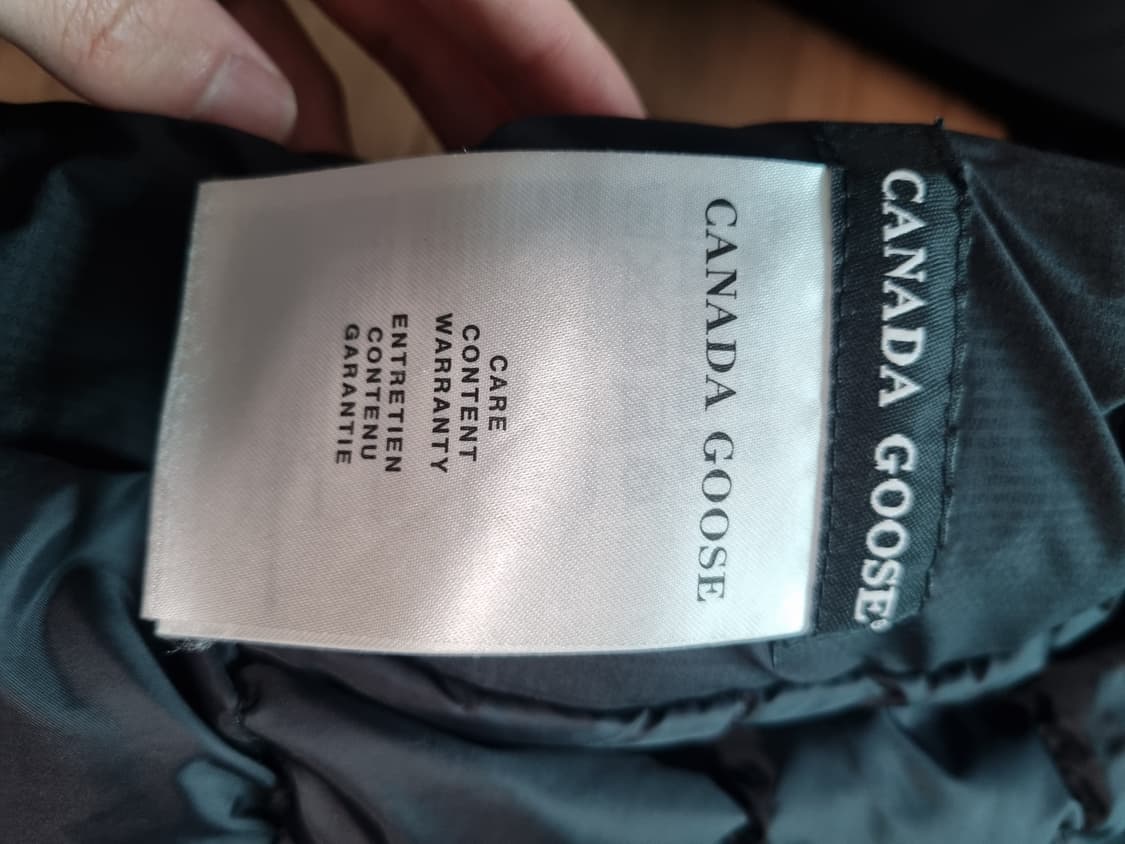 CANADA GOOSE®
CANADA GOOSE
CARE
CONTENT
WARRANTY
ENTRETIEN
CONTENU
GARANTIE